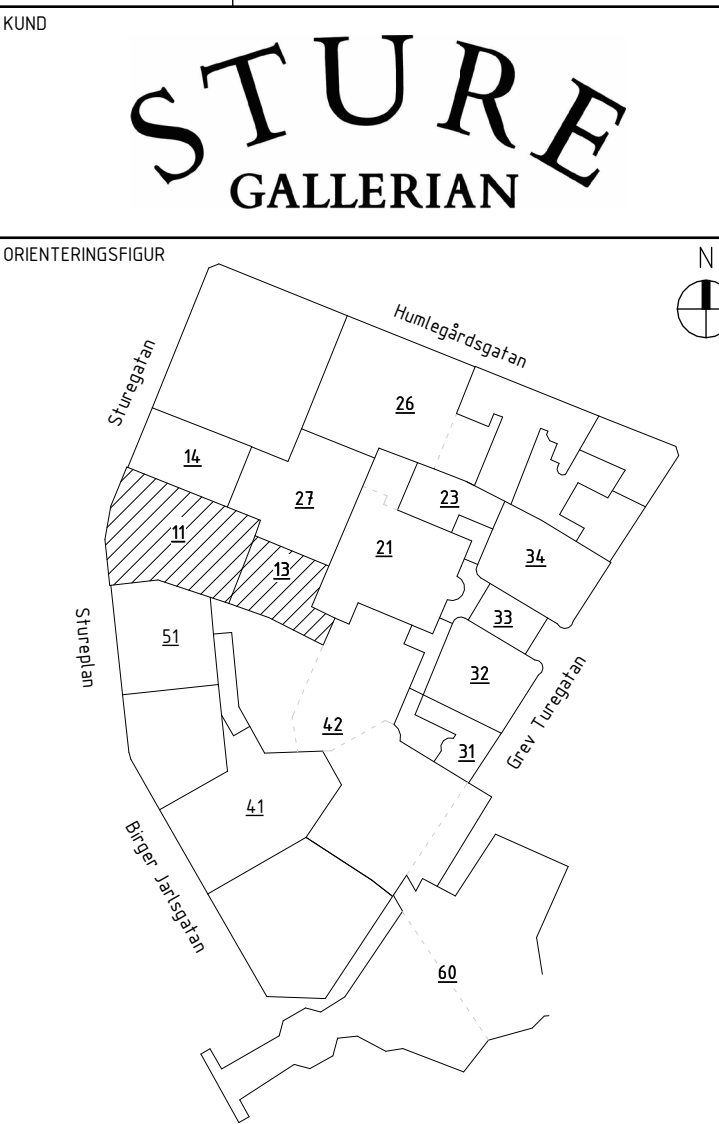 KUND
STURE
GALLERIAN
ORIENTERINGSFIGUR
N
Humlegårdsgatan
Sturegatan
26
14
27
23
11
21
34
13
33
51
Stureplan
32
42
31
Grev Turegatan
41
Birger Jarlsgatan
60